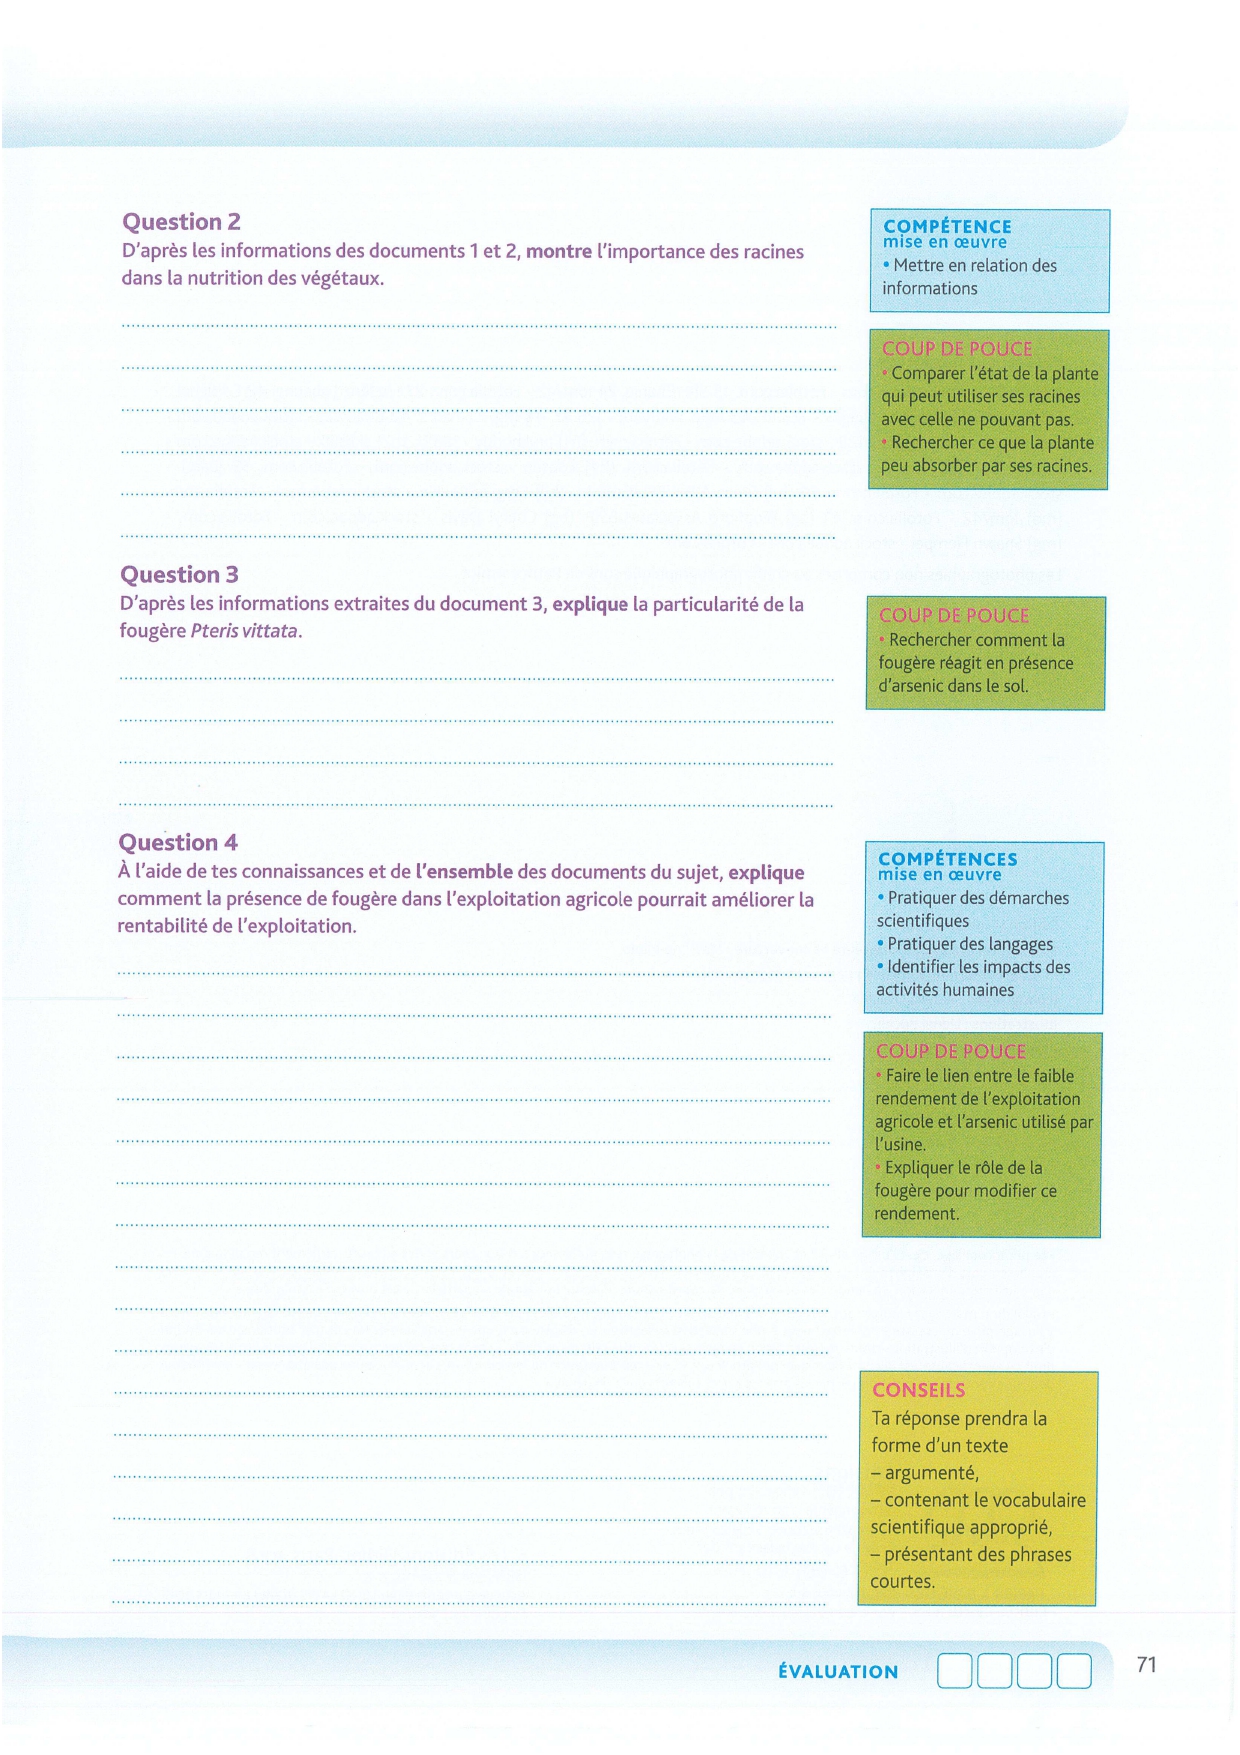 Question 2
D'après les informations des documents 1 et 2, montre l'importance des racines
dans la nutrition des végétaux.
COMPÉTENCE
mise en œuvre
• Mettre en relation des
informations
COUP DE POUCE
• Comparer l'état de la plante
qui peut utiliser ses racines
avec celle ne pouvant pas.
• Rechercher ce que la plante
peu absorber par ses racines.
Question 3
D'après les informations extraites du document 3, explique la particularité de la
fougère Pteris vittata.
COUP DE POUCE
• Rechercher comment la
fougère réagit en présence
d'arsenic dans le sol.
Question 4
À l'aide de tes connaissances et de l'ensemble des documents du sujet, explique
comment la présence de fougère dans l'exploitation agricole pourrait améliorer la
rentabilité de l'exploitation.
COMPÉTENCES
mise en œuvre
• Pratiquer des démarches
scientifiques
• Pratiquer des langages
• Identifier les impacts des
activités humaines
COUP DE POUCE
• Faire le lien entre le faible
rendement de l'exploitation
agricole et l'arsenic utilisé par
l'usine.
• Expliquer le rôle de la
fougère pour modifier ce
rendement.
CONSEILS
Ta réponse prendra la
forme d'un texte
– argumenté,
– contenant le vocabulaire
scientifique approprié,
– présentant des phrases
courtes.
ÉVALUATION
71